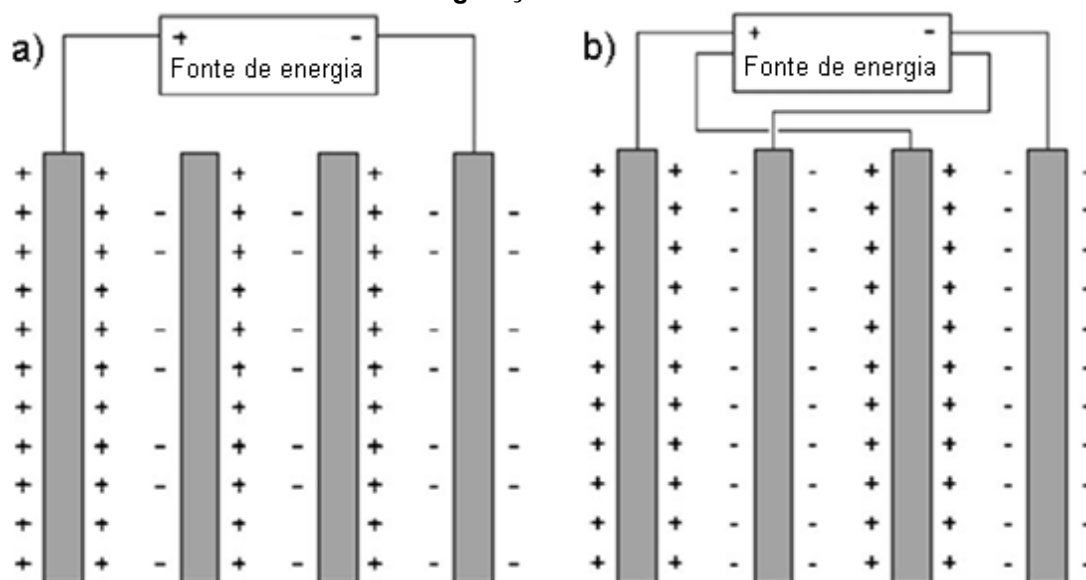 a)
+ -
Fonte de energia
b)
+ -
Fonte de energia